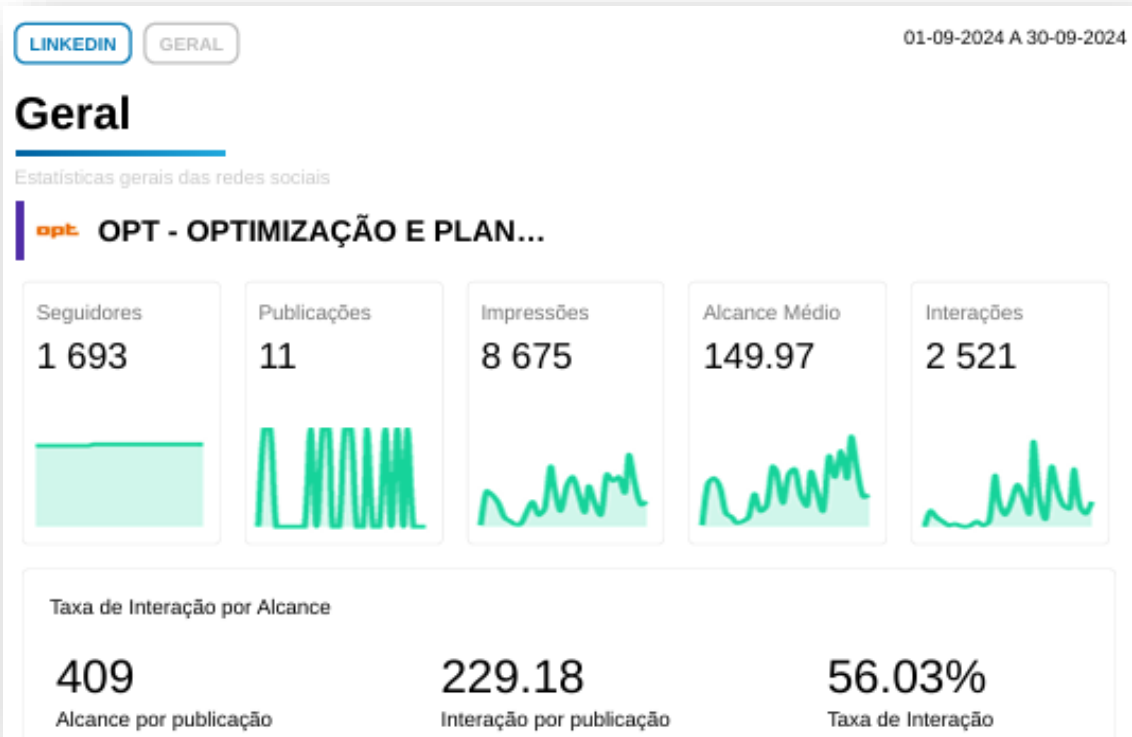 LINKEDIN GERAL 01-09-2024 A 30-09-2024
Geral
Estatísticas gerais das redes sociais
opt OPT - OPTIMIZAÇÃO E PLAN...
Seguidores Publicações Impressões Alcance Médio Interações
1 693 11 8 675 149.97 2 521
Taxa de Interação por Alcance
409 229.18 56.03%
Alcance por publicação Interação por publicação Taxa de Interação